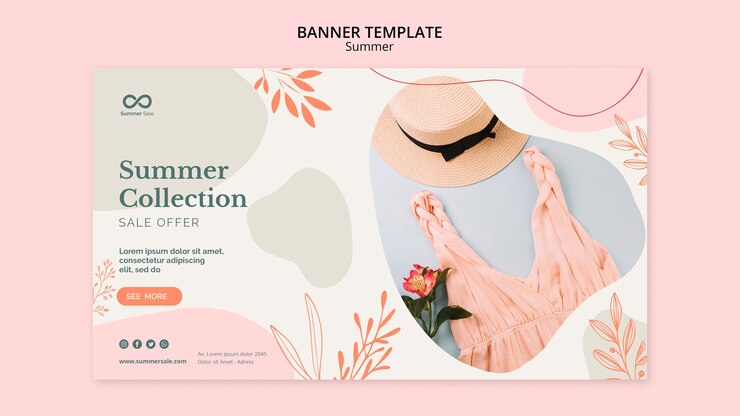 BANNER TEMPLATE
Summer
Summer Sale.
Summer
Collection
SALE OFFER
Lorem ipsum dolor sit amet,
consectetur adipiscing
elit, sed do
SEE MORE
www.summersale.com
Av. Lorem ipsum dolor 2045
Dolor sit Amet - Adress